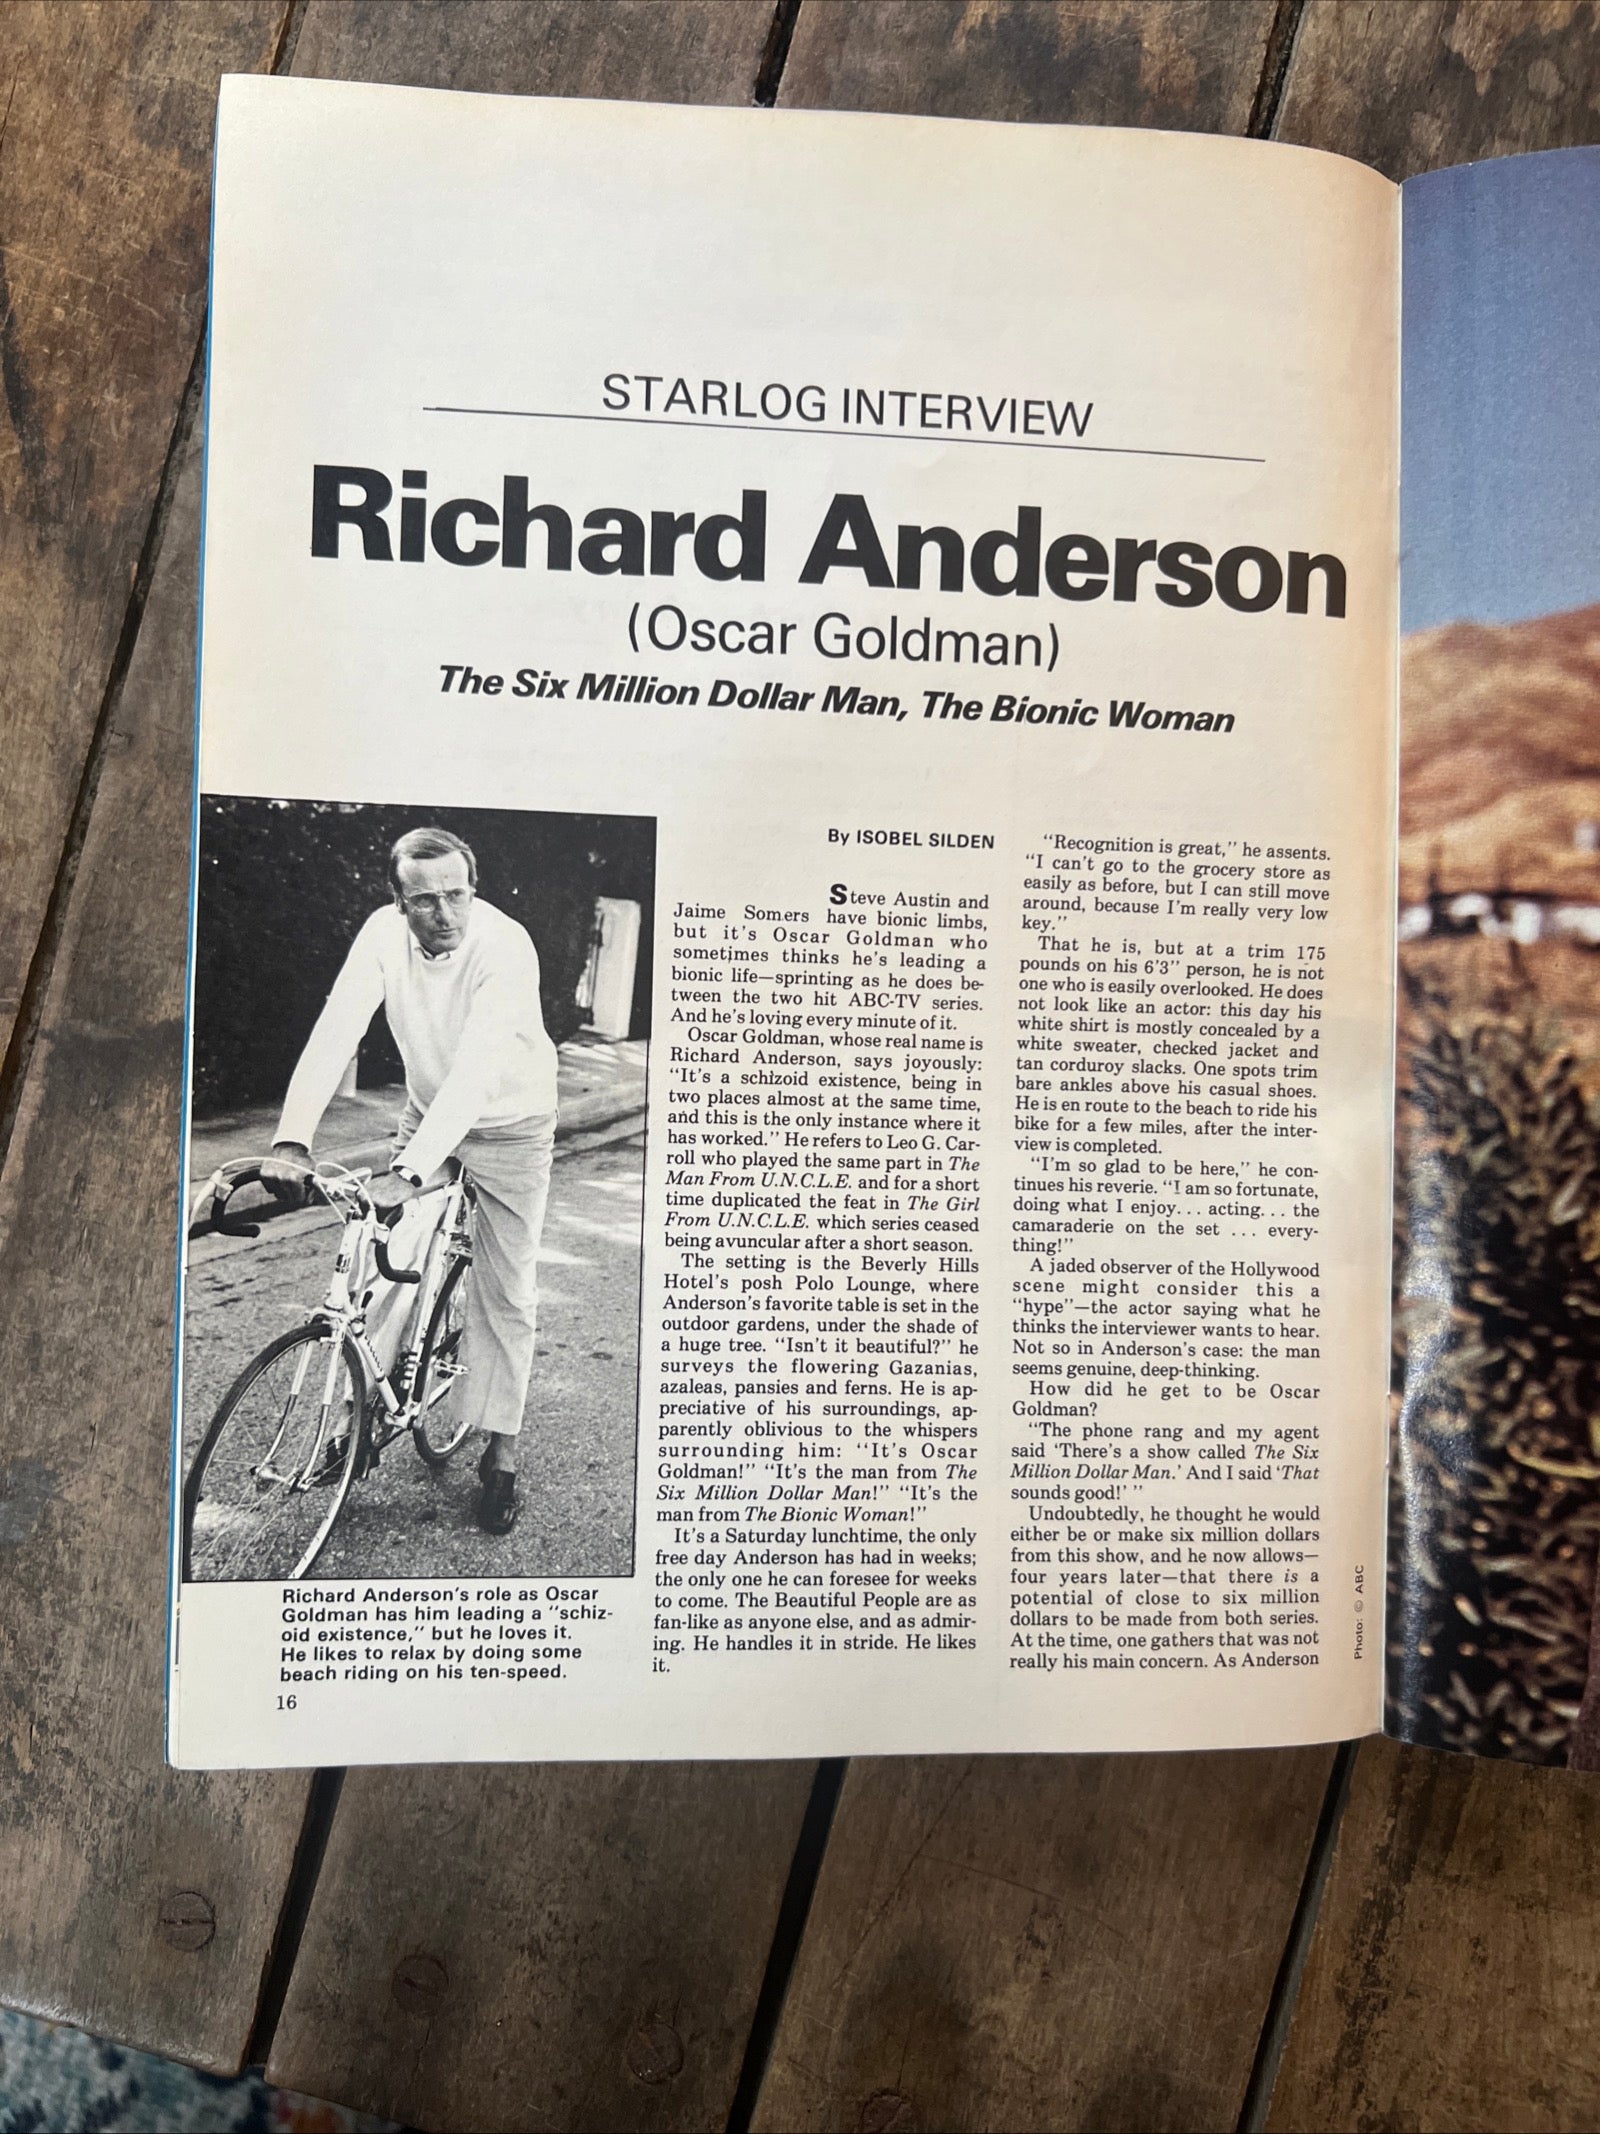 STARLOG INTERVIEW
Richard Anderson
(Oscar Goldman)
The Six Million Dollar Man, The Bionic Woman
By ISOBEL SILDEN
Steve Austin and
Jaime Somers have bionic limbs,
but it's Oscar Goldman who
sometimes thinks he's leading a
bionic life—sprinting as he does be-
tween the two hit ABC-TV series.
And he's loving every minute of it.
Oscar Goldman, whose real name is
Richard Anderson, says joyously:
"It's a schizoid existence, being in
two places almost at the same time,
and this is the only instance where it
has worked." He refers to Leo G. Car-
roll who played the same part in The
Man From U.N.C.L.E. and for a short
time duplicated the feat in The Girl
From U.N.C.L.E. which series ceased
being avuncular after a short season.
The setting is the Beverly Hills
Hotel's posh Polo Lounge, where
Anderson's favorite table is set in the
outdoor gardens, under the shade of
a huge tree. "Isn't it beautiful?" he
surveys the flowering Gazanias,
azaleas, pansies and ferns. He is ap-
preciative of his surroundings, ap-
parently oblivious to the whispers
surrounding him: "It's Oscar
Goldman!" "It's the man from The
Six Million Dollar Man!" "It's the
man from The Bionic Woman!"
It's a Saturday lunchtime, the only
free day Anderson has had in weeks;
the only one he can foresee for weeks
to come. The Beautiful People are as
fan-like as anyone else, and as admir-
ing. He handles it in stride. He likes
it.
"Recognition is great," he assents.
"I can't go to the grocery store as
easily as before, but I can still move
around, because I'm really very low
key."
That he is, but at a trim 175
pounds on his 6'3" person, he is not
one who is easily overlooked. He does
not look like an actor: this day his
white shirt is mostly concealed by a
white sweater, checked jacket and
tan corduroy slacks. One spots trim
bare ankles above his casual shoes.
He is en route to the beach to ride his
bike for a few miles, after the inter-
view is completed.
"I'm so glad to be here," he con-
tinues his reverie. "I am so fortunate,
doing what I enjoy... acting... the
camaraderie on the set ... every-
thing!"
A jaded observer of the Hollywood
scene might consider this a
"hype"—the actor saying what he
thinks the interviewer wants to hear.
Not so in Anderson's case: the man
seems genuine, deep-thinking.
How did he get to be Oscar
Goldman?
"The phone rang and my agent
said 'There's a show called The Six
Million Dollar Man.' And I said 'That
sounds good!' "
Undoubtedly, he thought he would
either be or make six million dollars
from this show, and he now allows—
four years later—that there is a
potential of close to six million
dollars to be made from both series.
At the time, one gathers that was not
really his main concern. As Anderson
Photo: © ABC
Richard Anderson's role as Oscar
Goldman has him leading a "schiz-
oid existence," but he loves it.
He likes to relax by doing some
beach riding on his ten-speed.
16